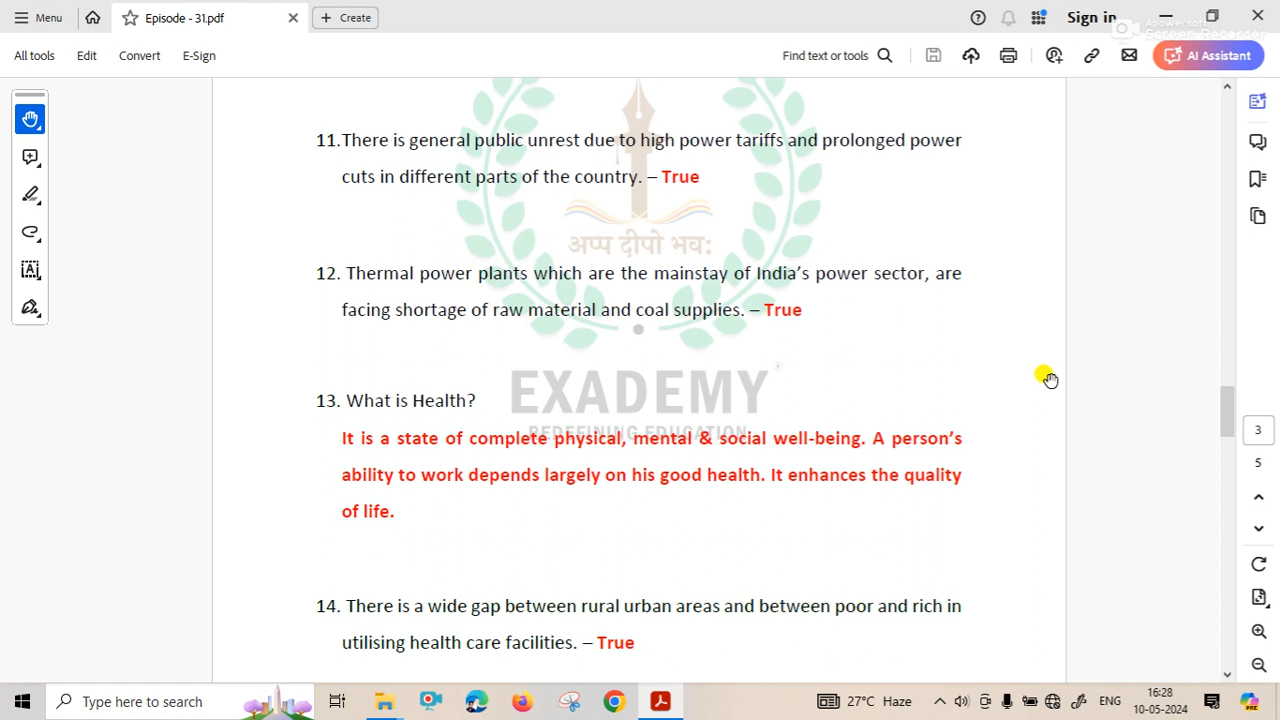 Menu
Episode - 31.pdf
Create
Sign in
Apowersoft
Screen Recorder
All tools
Edit
Convert
E-Sign
Find text or tools
AI Assistant
11.There is general public unrest due to high power tariffs and prolonged power
cuts in different parts of the country. – True
अप्प दीपो भव:
12. Thermal power plants which are the mainstay of India's power sector, are
facing shortage of raw material and coal supplies. – True
EXADEMY
REDEFINING EDUCATION
13. What is Health?
It is a state of complete physical, mental & social well-being. A person's
ability to work depends largely on his good health. It enhances the quality
of life.
14. There is a wide gap between rural urban areas and between poor and rich in
utilising health care facilities. – True
3
5
Type here to search
27°C Haze
ENG
16:28
10-05-2024
PRE